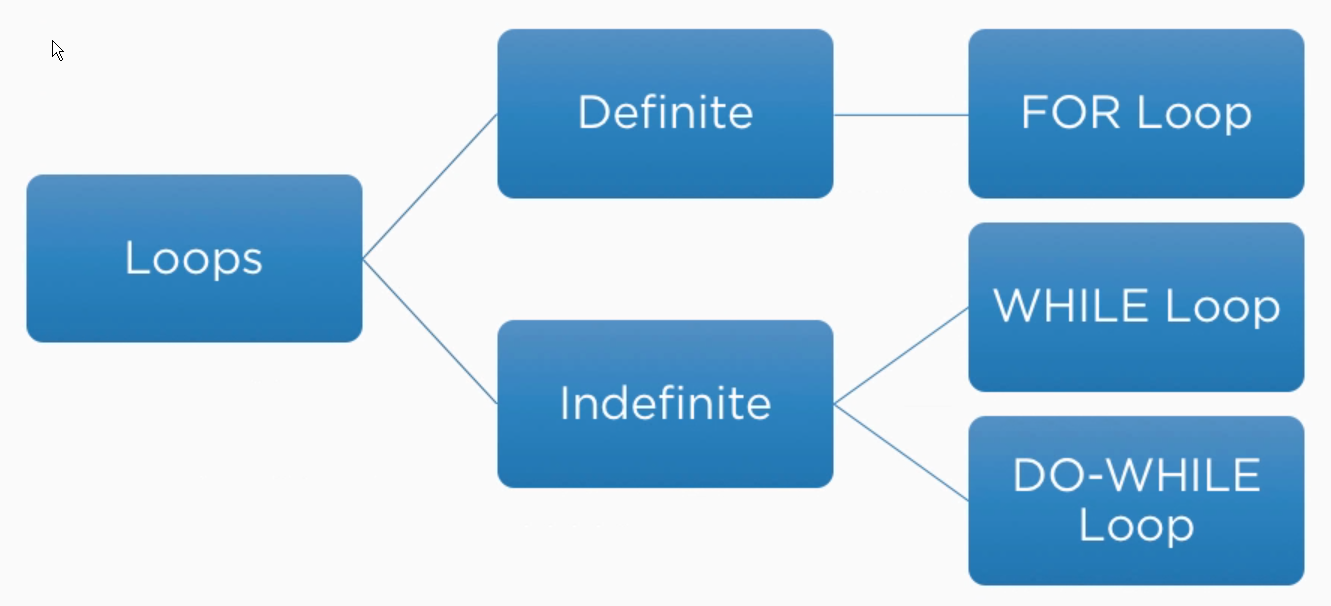 Loops
Definite
FOR Loop
Indefinite
WHILE Loop
DO-WHILE
Loop